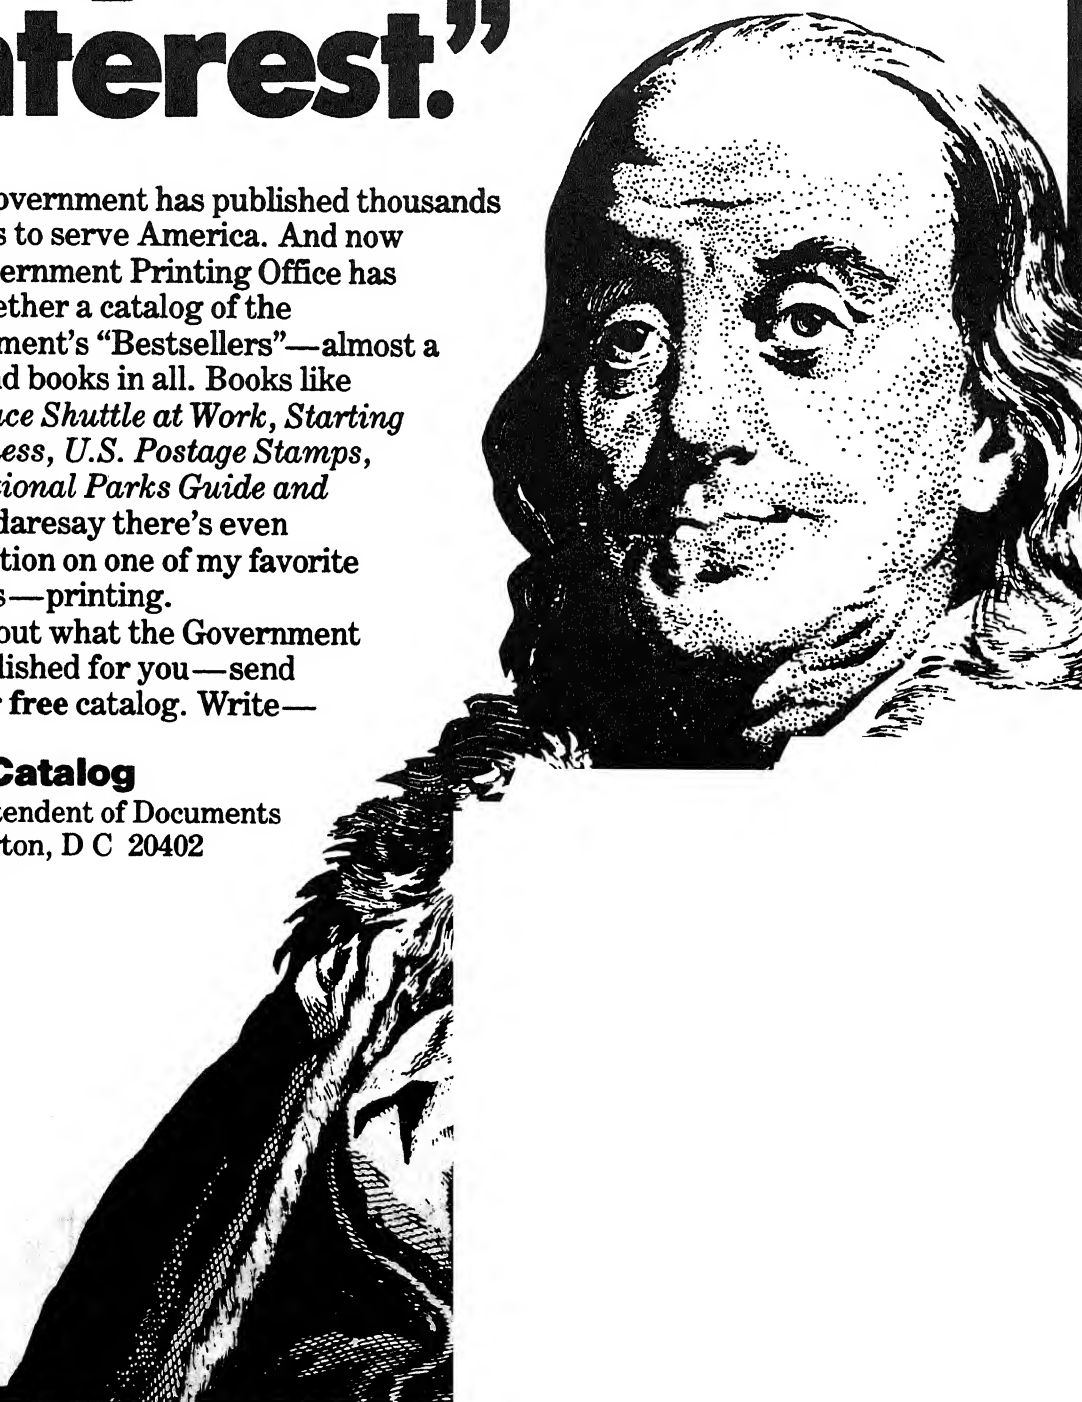 nterest.”
overnment has published thousands
s to serve America. And now
ernment Printing Office has
ether a catalog of the
ment's “Bestsellers”—almost a
d books in all. Books like
ce Shuttle at Work, Starting
ess, U.S. Postage Stamps,
ional Parks Guide and
daresay there's even
tion on one of my favorite
s—printing.
out what the Government
lished for you—send
r free catalog. Write—
Catalog
tendent of Documents
ton, D C 20402